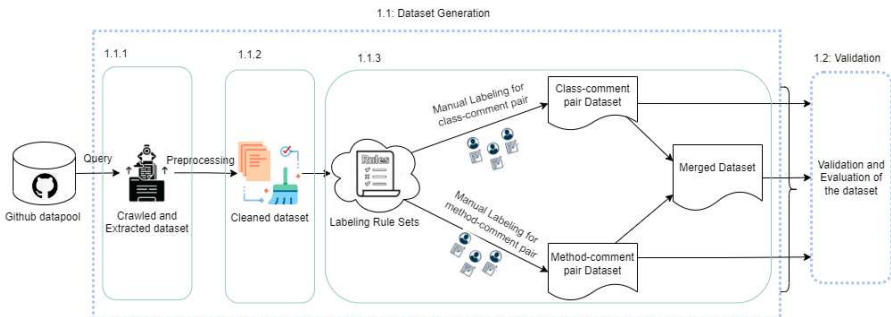 1.1: Dataset Generation
1.1.1
1.1.2
1.1.3
1.2: Validation
Query
Preprocessing
Github datapool
Crawled and
Extracted dataset
Cleaned dataset
Rules
Labeling Rule Sets
Manual Labeling for
class-comment pair
Manual Labeling for
method-comment
pair
Class-comment
pair Dataset
Merged Dataset
Method-comment
pair Dataset
Validation and
Evaluation of
the dataset